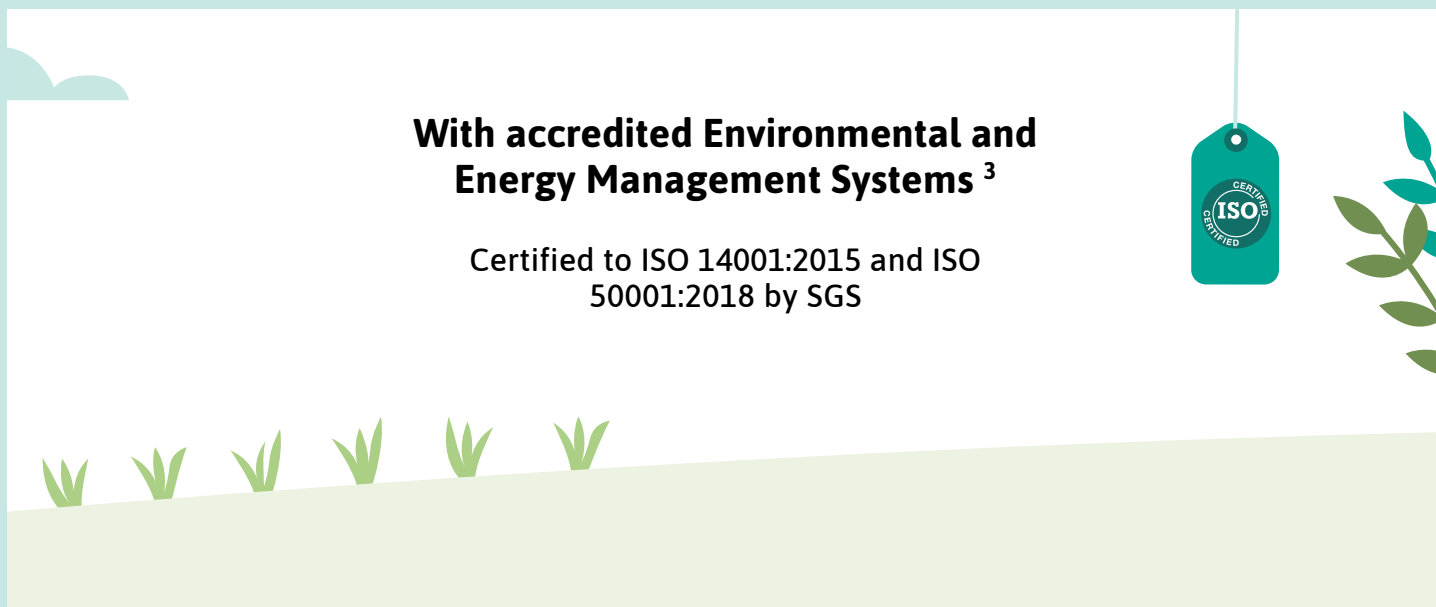 With accredited Environmental and
Energy Management Systems ³
Certified to ISO 14001:2015 and ISO
50001:2018 by SGS
CERTIFIED
ISO
CERTIFIED